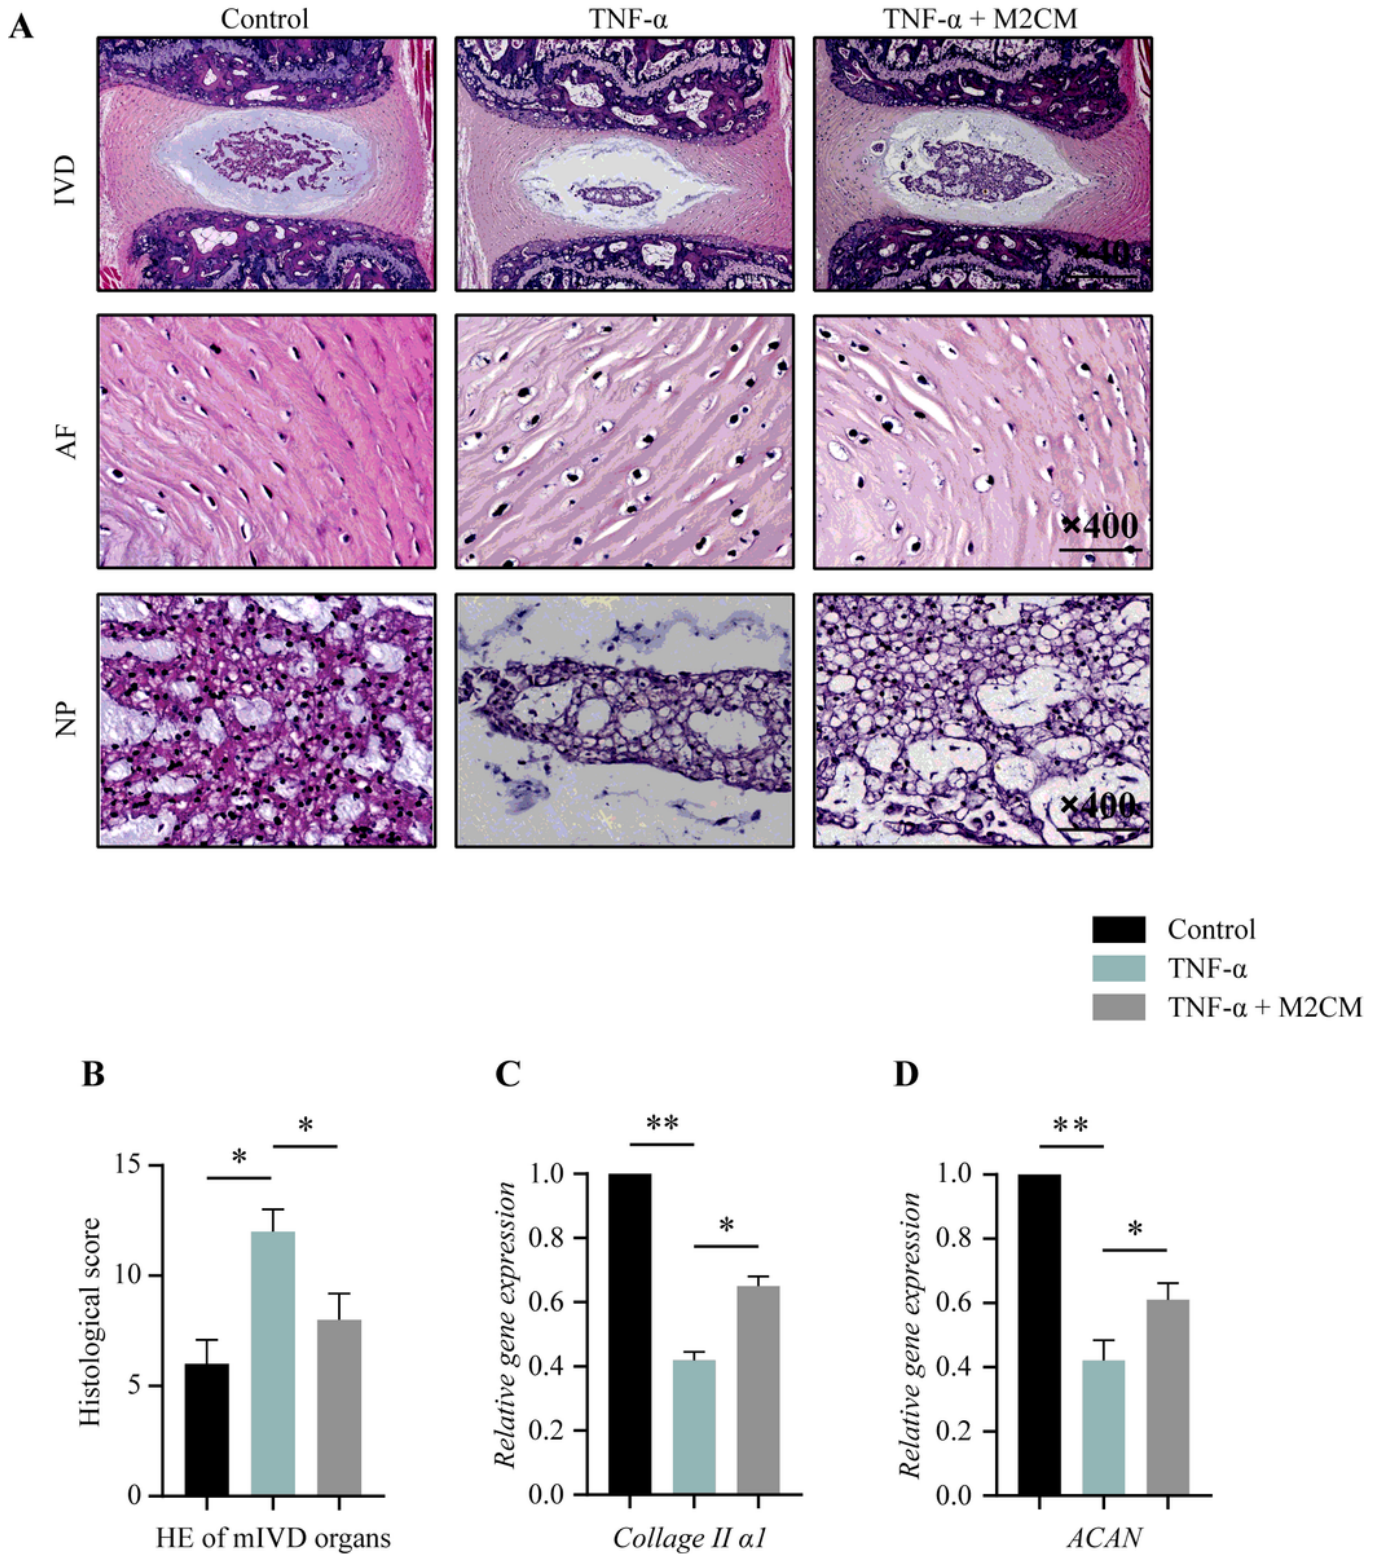 A
Control
TNF-α
TNF-α + M2CM
IVD
×40
AF
×400
NP
×400
Control
TNF-α
TNF-α + M2CM
B
C
D
Histological score
15
10
5
0
*
*
HE of mIVD organs
Relative gene expression
1.0
0.8
0.6
0.4
0.2
0.0
**
*
Collage II α1
Relative gene expression
1.0
0.8
0.6
0.4
0.2
0.0
**
*
ACAN